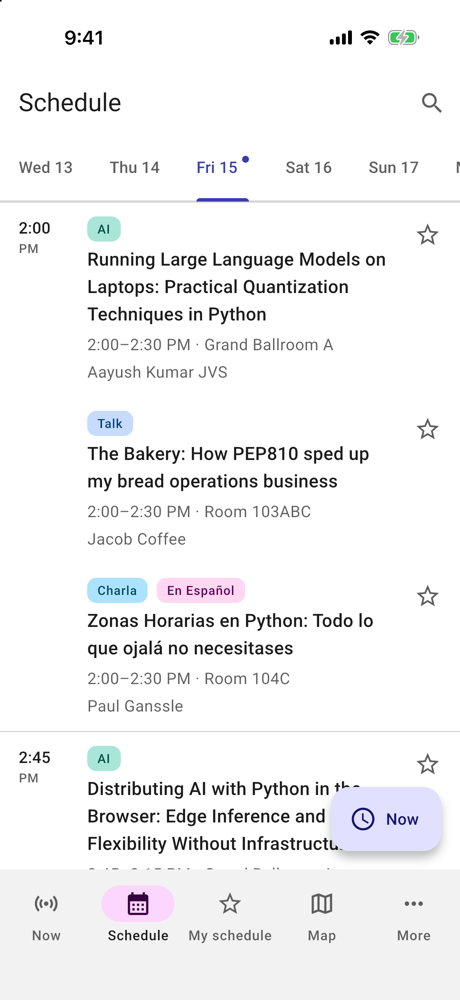 9:41
Schedule
Wed 13 Thu 14 Fri 15 Sat 16 Sun 17
2:00
PM
AI
Running Large Language Models on
Laptops: Practical Quantization
Techniques in Python
2:00–2:30 PM · Grand Ballroom A
Aayush Kumar JVS
Talk
The Bakery: How PEP810 sped up
my bread operations business
2:00–2:30 PM · Room 103ABC
Jacob Coffee
Charla En Español
Zonas Horarias en Python: Todo lo
que ojalá no necesitases
2:00–2:30 PM · Room 104C
Paul Ganssle
2:45
PM
AI
Distributing AI with Python in the
Browser: Edge Inference and
Flexibility Without
Now
Now Schedule My schedule Map More